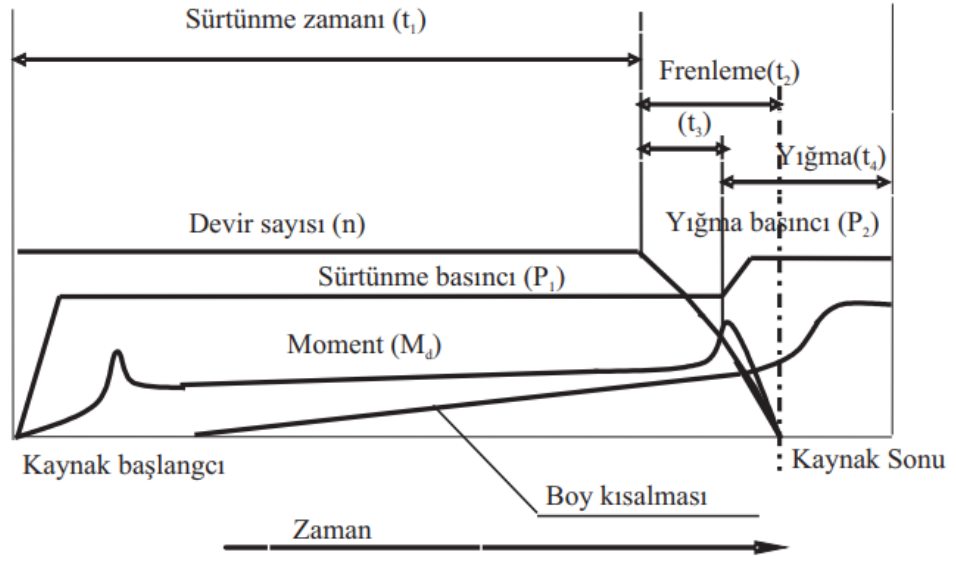 Sürtünme zamanı (t₁)
Frenleme(t₂)
(t₃)
Yığma(t₄)
Devir sayısı (n)
Yığma basıncı (P₂)
Sürtünme basıncı (P₁)
Moment (M_d)
Kaynak başlangcı
Kaynak Sonu
Boy kısalması
Zaman